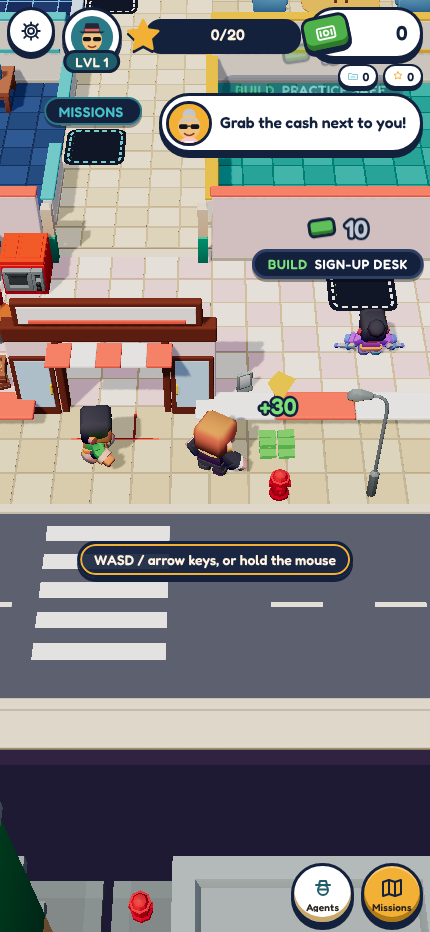 0/20
0
LVL 1
0
0
MISSIONS
BUILD PRACTICE
Grab the cash next to you!
10
BUILD SIGN-UP DESK
+30
WASD / arrow keys, or hold the mouse
Agents
Missions